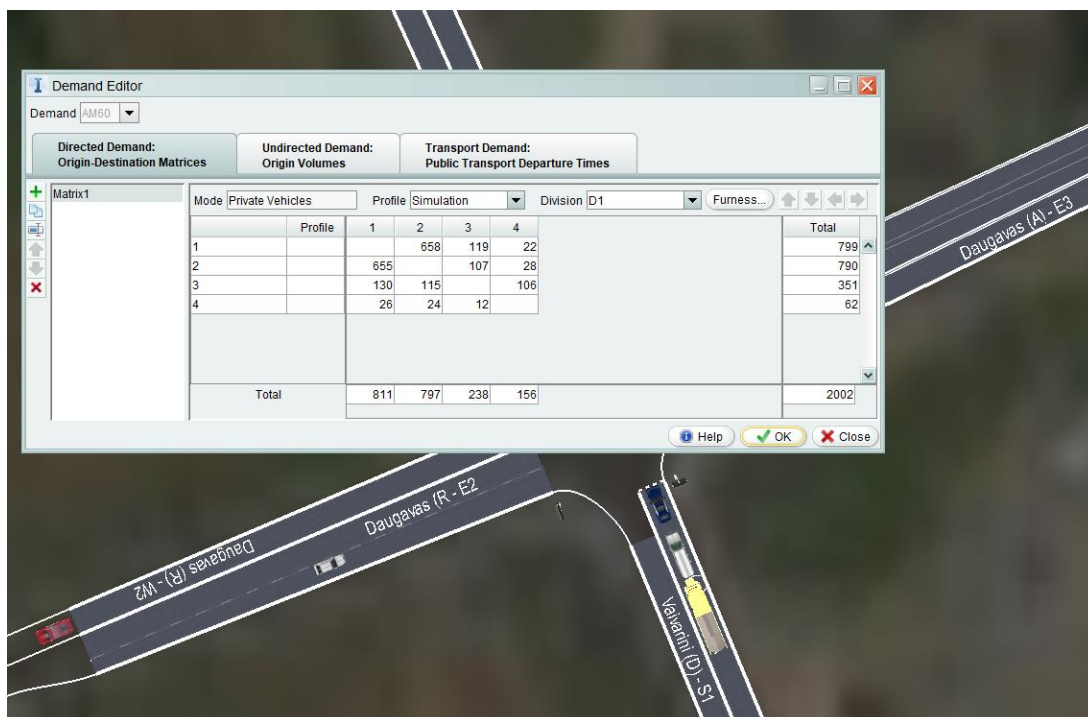 Demand Editor
Demand AM60
Directed Demand: Undirected Demand: Transport Demand:
Origin-Destination Matrices Origin Volumes Public Transport Departure Times
Matrix1
Mode Private Vehicles Profile Simulation Division D1 Furness...
Profile 1 2 3 4 Total
1 658 119 22 799
2 655 107 28 790
3 130 115 106 351
4 26 24 12 62
Total 811 797 238 156 2002
Help OK Close
Daugavas (A) - E3
Daugavas (R - E2
Daugavas (R) - W2
Vaivarini (D) - S1